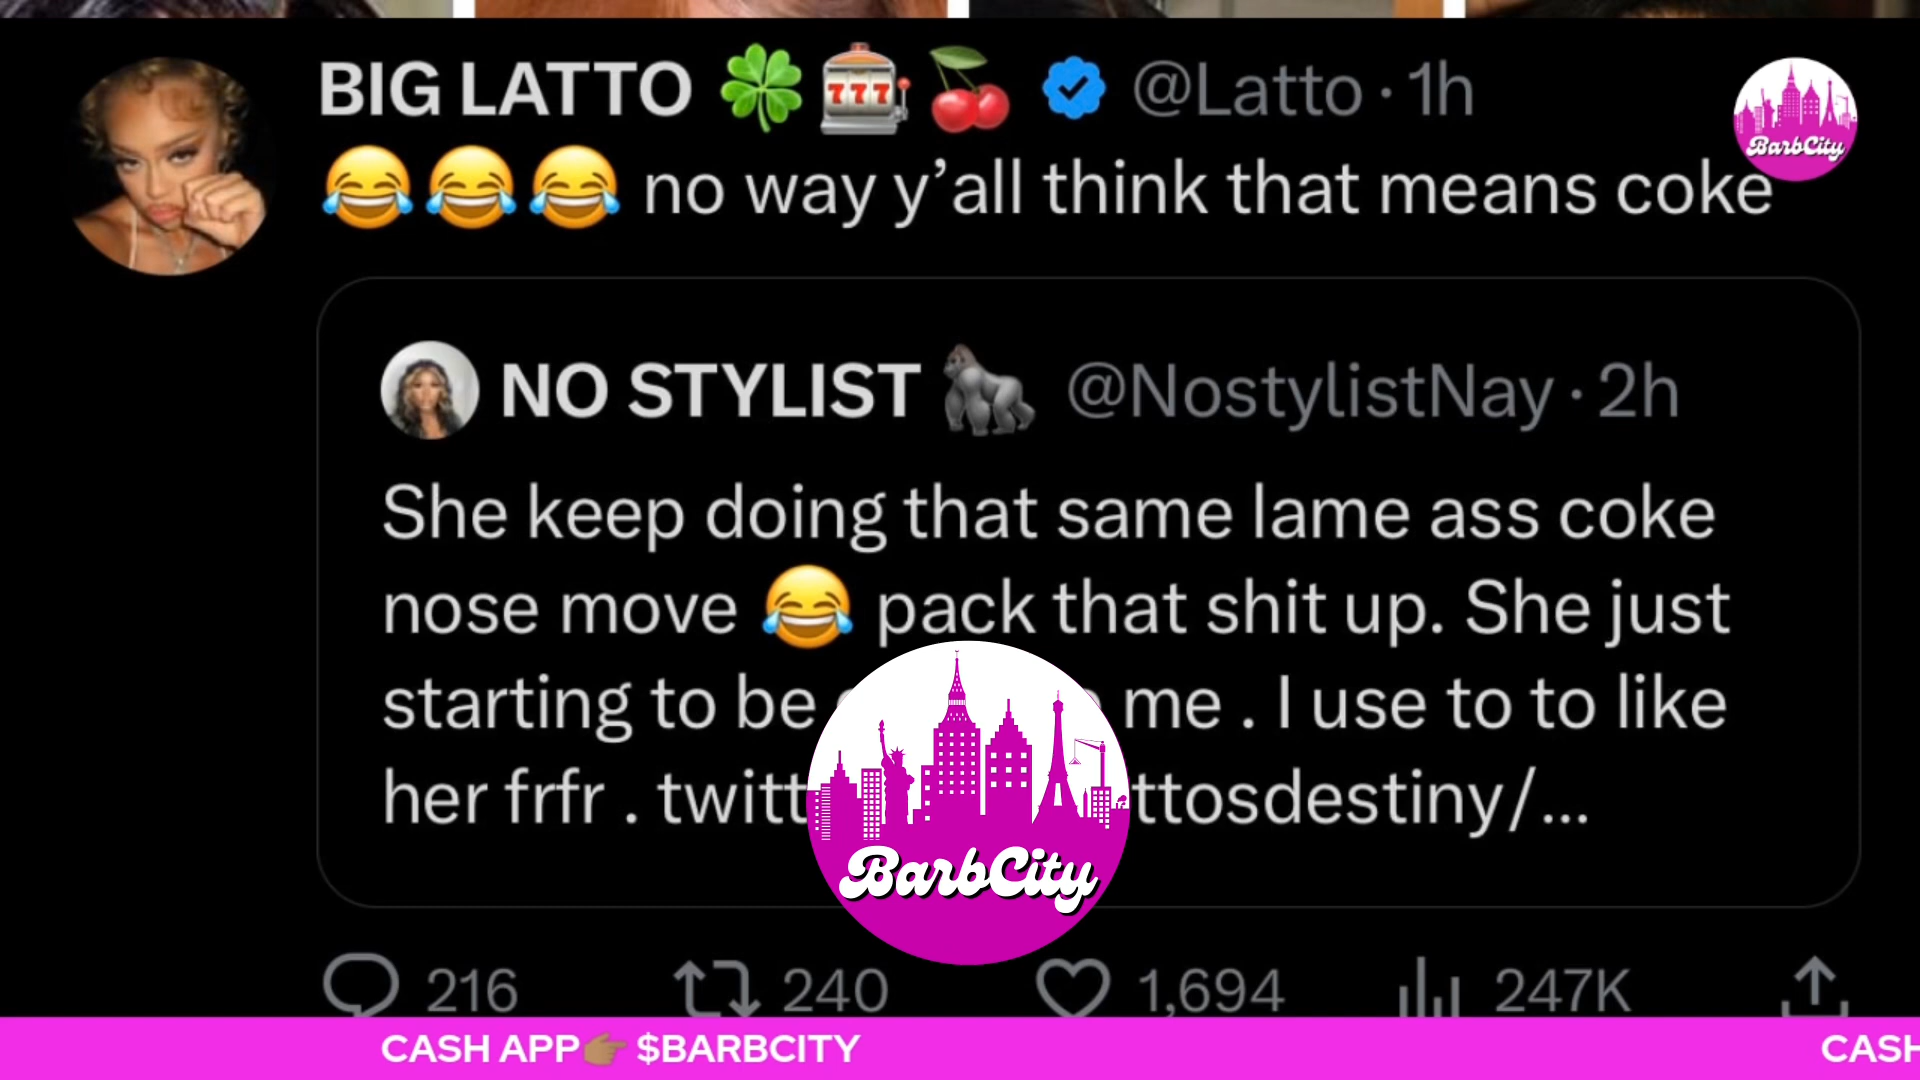 BIG LATTO 🍀🎰🍒 @Latto · 1h
BarbCity
😂😂😂 no way y’all think that means coke
NO STYLIST 🦍 @NostylistNay · 2h
She keep doing that same lame ass coke
nose move 😂 pack that shit up. She just
starting to be me . I use to to like
her frfr . twitt ttosdestiny/...
BarbCity
216 240 1,694 247K
CASH APP👉🏽 $BARBCITY CASH